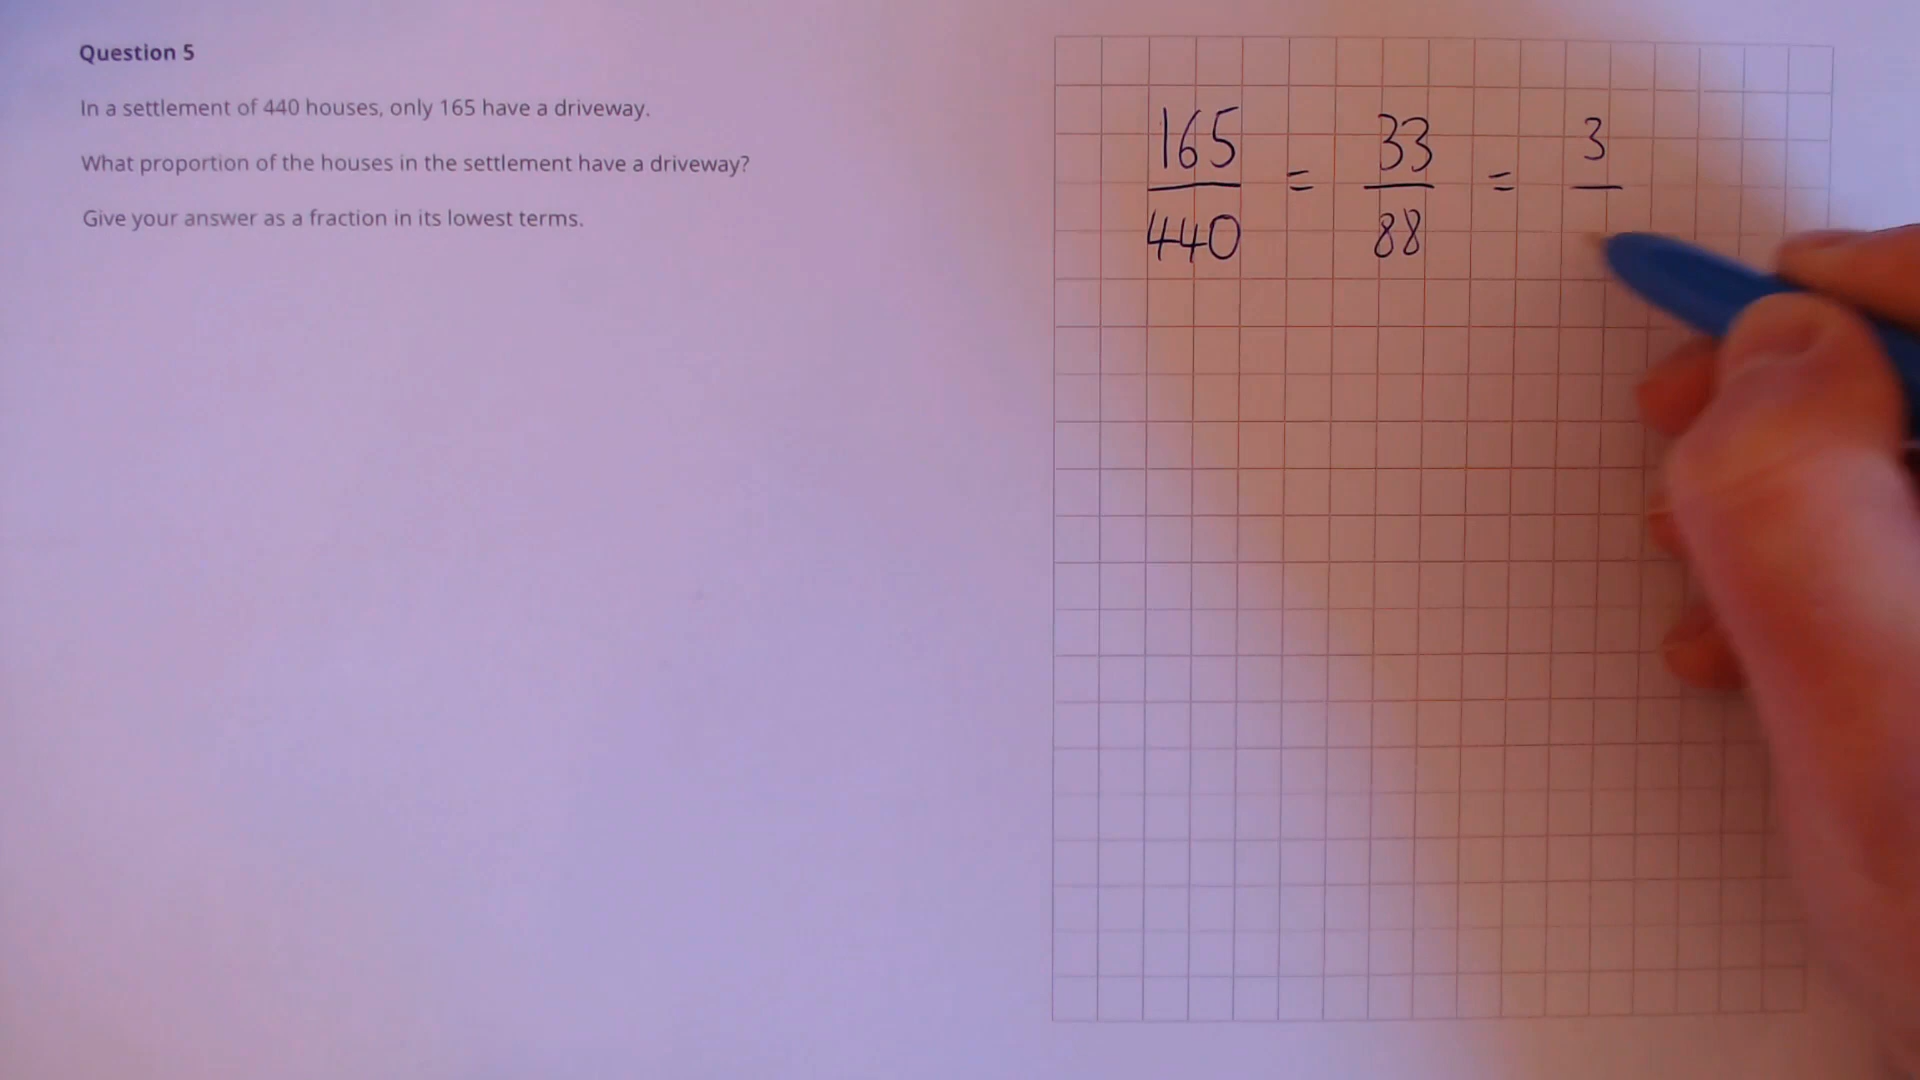 Question 5
In a settlement of 440 houses, only 165 have a driveway.
What proportion of the houses in the settlement have a driveway?
Give your answer as a fraction in its lowest terms.
165/440 = 33/88 = 3/